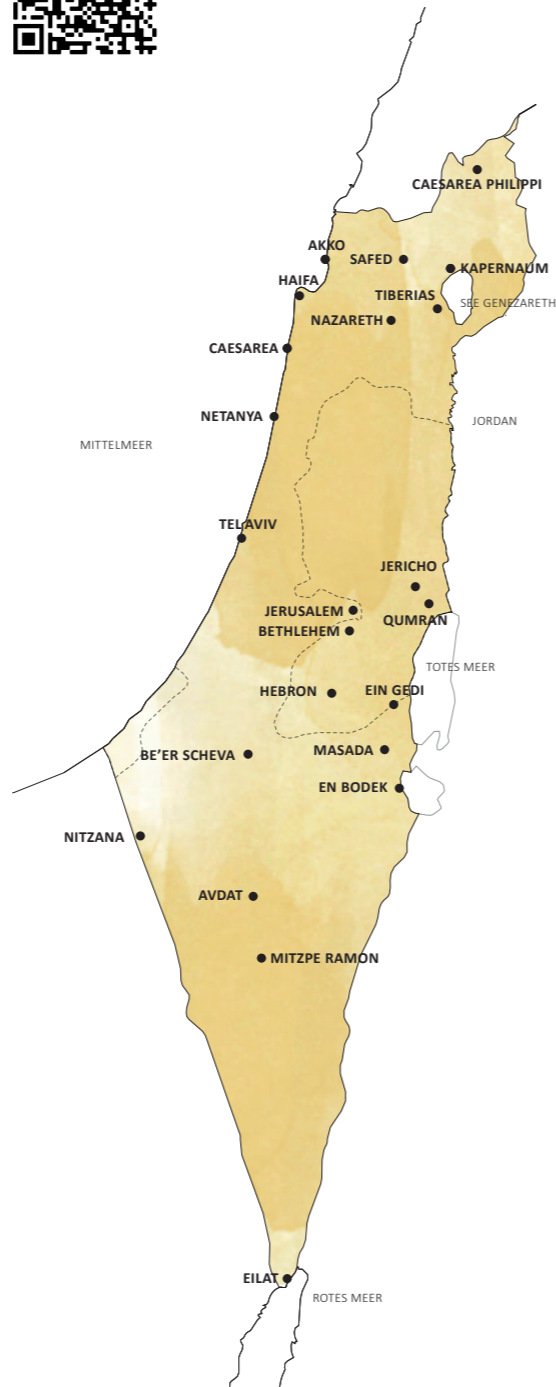 CAESAREA PHILIPPI
AKKO
SAFED
KAPERNAUM
HAIFA
TIBERIAS
SEE GENEZARETH
NAZARETH
CAESAREA
NETANYA
JORDAN
MITTELMEER
TEL AVIV
JERICHO
JERUSALEM
QUMRAN
BETHLEHEM
TOTES MEER
HEBRON
EIN GEDI
BE’ER SCHEVA
MASADA
EN BODEK
NITZANA
AVDAT
MITZPE RAMON
EILAT
ROTES MEER